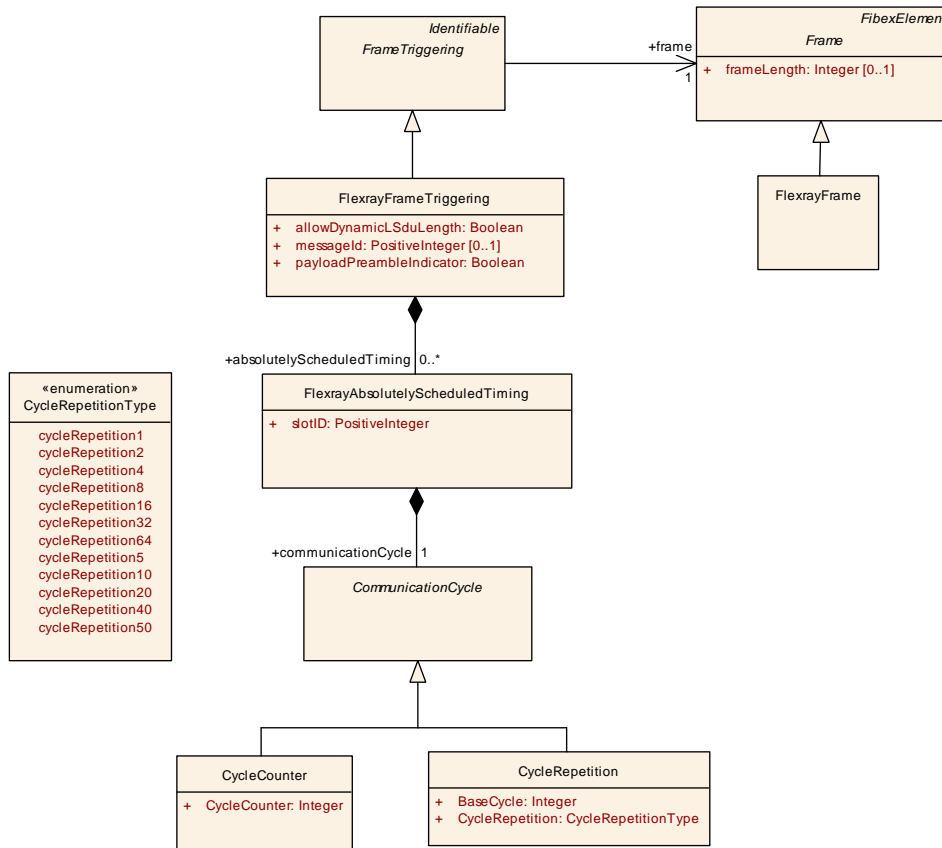 Identifiable
FrameTriggering
+frame
1
FibexElement
Frame
+ frameLength: Integer [0..1]
FlexrayFrame
FlexrayFrameTriggering
+ allowDynamicLSduLength: Boolean
+ messageId: PositiveInteger [0..1]
+ payloadPreambleIndicator: Boolean
+absolutelyScheduledTiming 0..*
FlexrayAbsolutelyScheduledTiming
+ slotID: PositiveInteger
«enumeration»
CycleRepetitionType
cycleRepetition1
cycleRepetition2
cycleRepetition4
cycleRepetition8
cycleRepetition16
cycleRepetition32
cycleRepetition64
cycleRepetition5
cycleRepetition10
cycleRepetition20
cycleRepetition40
cycleRepetition50
+communicationCycle 1
CommunicationCycle
CycleCounter
+ CycleCounter: Integer
CycleRepetition
+ BaseCycle: Integer
+ CycleRepetition: CycleRepetitionType